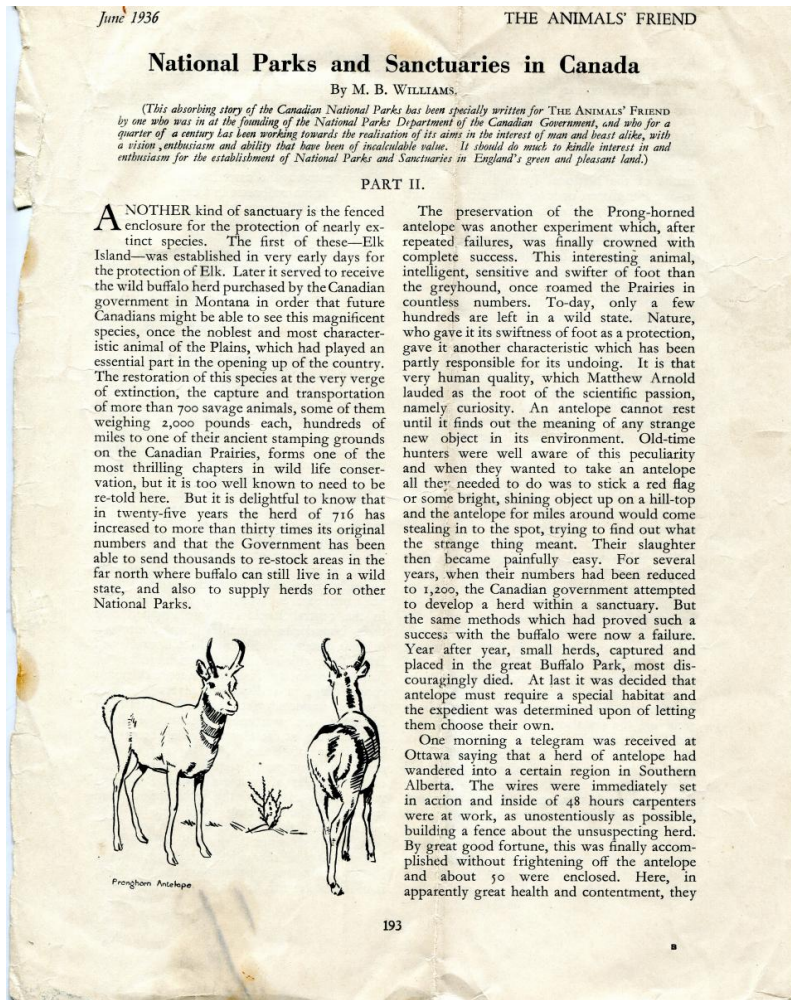 June 1936
THE ANIMALS' FRIEND
National Parks and Sanctuaries in Canada
By M. B. WILLIAMS.
(This absorbing story of the Canadian National Parks has been specially written for THE ANIMALS' FRIEND
by one who was in at the founding of the National Parks Department of the Canadian Government, and who for a
quarter of a century has been working towards the realisation of its aims in the interest of man and beast alike, with
a vision ,enthusiasm and ability that have been of incalculable value. It should do much to kindle interest in and
enthusiasm for the establishment of National Parks and Sanctuaries in England's green and pleasant land.)
PART II.
ANOTHER kind of sanctuary is the fenced
enclosure for the protection of nearly ex-
tinct species. The first of these—Elk
Island—was established in very early days for
the protection of Elk. Later it served to receive
the wild buffalo herd purchased by the Canadian
government in Montana in order that future
Canadians might be able to see this magnificent
species, once the noblest and most character-
istic animal of the Plains, which had played an
essential part in the opening up of the country.
The restoration of this species at the very verge
of extinction, the capture and transportation
of more than 700 savage animals, some of them
weighing 2,000 pounds each, hundreds of
miles to one of their ancient stamping grounds
on the Canadian Prairies, forms one of the
most thrilling chapters in wild life conser-
vation, but it is too well known to need to be
re-told here. But it is delightful to know that
in twenty-five years the herd of 716 has
increased to more than thirty times its original
numbers and that the Government has been
able to send thousands to re-stock areas in the
far north where buffalo can still live in a wild
state, and also to supply herds for other
National Parks.
Pronghorn Antelope.
The preservation of the Prong-horned
antelope was another experiment which, after
repeated failures, was finally crowned with
complete success. This interesting animal,
intelligent, sensitive and swifter of foot than
the greyhound, once roamed the Prairies in
countless numbers. To-day, only a few
hundreds are left in a wild state. Nature,
who gave it its swiftness of foot as a protection,
gave it another characteristic which has been
partly responsible for its undoing. It is that
very human quality, which Matthew Arnold
lauded as the root of the scientific passion,
namely curiosity. An antelope cannot rest
until it finds out the meaning of any strange
new object in its environment. Old-time
hunters were well aware of this peculiarity
and when they wanted to take an antelope
all they needed to do was to stick a red flag
or some bright, shining object up on a hill-top
and the antelope for miles around would come
stealing in to the spot, trying to find out what
the strange thing meant. Their slaughter
then became painfully easy. For several
years, when their numbers had been reduced
to 1,200, the Canadian government attempted
to develop a herd within a sanctuary. But
the same methods which had proved such a
success with the buffalo were now a failure.
Year after year, small herds, captured and
placed in the great Buffalo Park, most dis-
couragingly died. At last it was decided that
antelope must require a special habitat and
the expedient was determined upon of letting
them choose their own.
One morning a telegram was received at
Ottawa saying that a herd of antelope had
wandered into a certain region in Southern
Alberta. The wires were immediately set
in action and inside of 48 hours carpenters
were at work, as unostentiously as possible,
building a fence about the unsuspecting herd.
By great good fortune, this was finally accom-
plished without frightening off the antelope
and about 50 were enclosed. Here, in
apparently great health and contentment, they
193
B